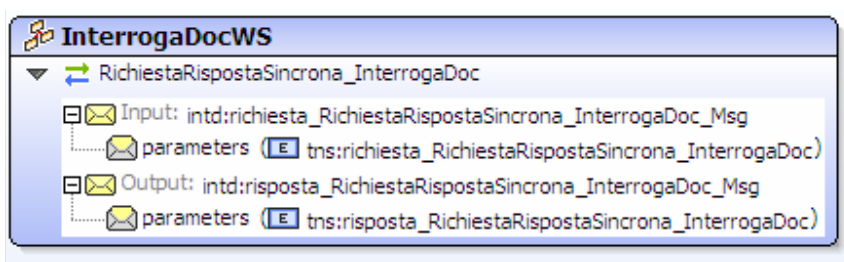 InterrogaDocWS
RichiestaRispostaSincrona_InterrogaDoc
Input: intd:richiesta_RichiestaRispostaSincrona_InterrogaDoc_Msg
parameters (E tns:richiesta_RichiestaRispostaSincrona_InterrogaDoc)
Output: intd:risposta_RichiestaRispostaSincrona_InterrogaDoc_Msg
parameters (E tns:risposta_RichiestaRispostaSincrona_InterrogaDoc)